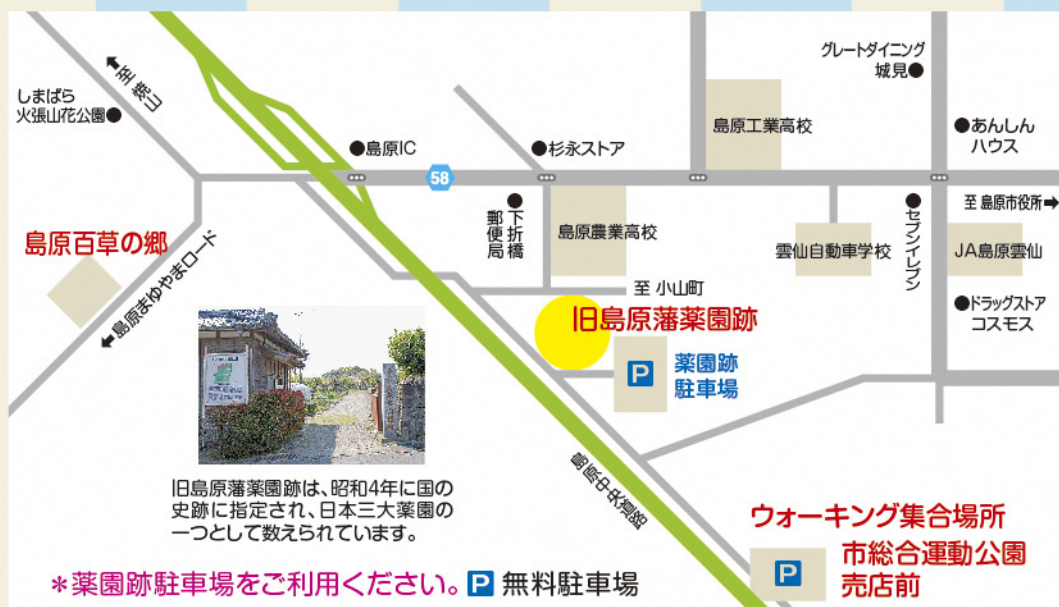 至 焼山
しまばら
火張山花公園
島原IC
58
杉永ストア
島原工業高校
グレートダイニング
城見
あんしん
ハウス
至 島原市役所
下折橋
郵便局
島原農業高校
雲仙自動車学校
セブンイレブン
JA島原雲仙
島原百草の郷
島原まゆやまロード
至 小山町
旧島原藩薬園跡
P
薬園跡
駐車場
ドラッグストア
コスモス
島原中央道路
旧島原藩薬園跡は、昭和4年に国の
史跡に指定され、日本三大薬園の
一つとして数えられています。
ウォーキング集合場所
P
市総合運動公園
売店前
*薬園跡駐車場をご利用ください。 P 無料駐車場